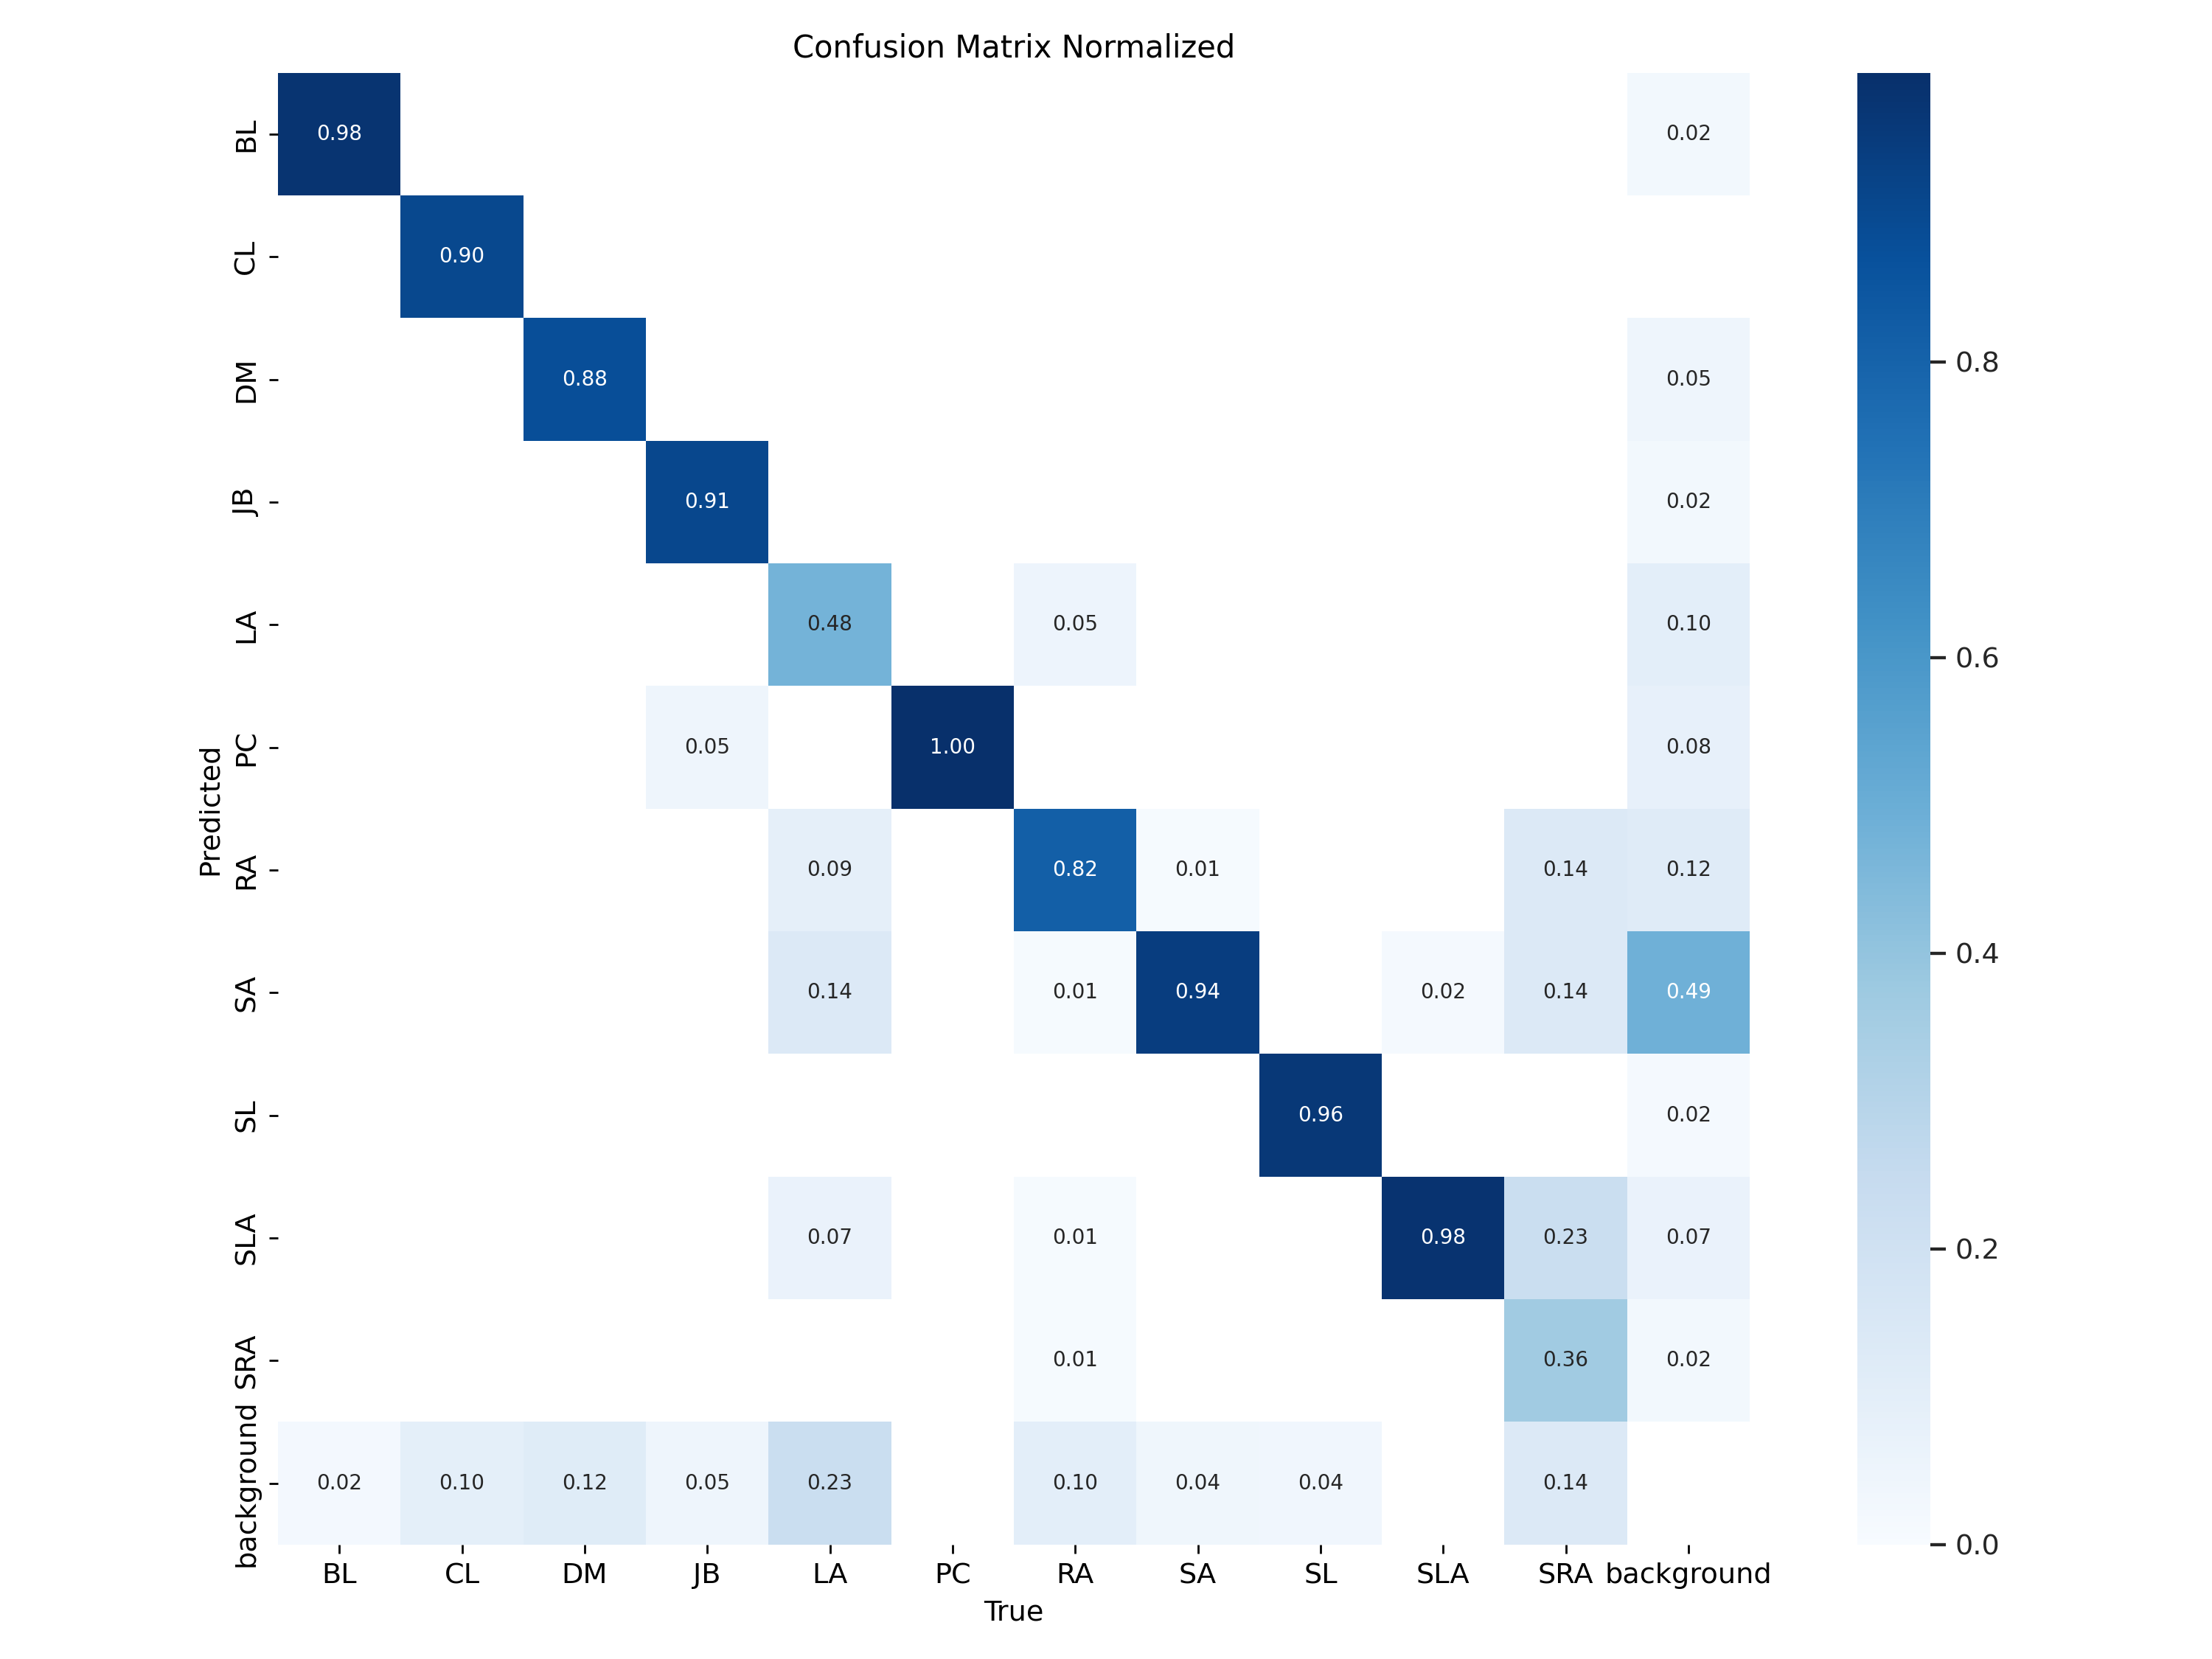 Confusion Matrix Normalized
BL 0.98 0.02
CL 0.90
DM 0.88 0.05 0.8
JB 0.91 0.02
LA 0.48 0.05 0.10 0.6
PC 0.05 1.00 0.08
Predicted
RA 0.09 0.82 0.01 0.14 0.12
SA 0.14 0.01 0.94 0.02 0.14 0.49 0.4
SL 0.96 0.02
SLA 0.07 0.01 0.98 0.23 0.07 0.2
SRA 0.01 0.36 0.02
background 0.02 0.10 0.12 0.05 0.23 0.10 0.04 0.04 0.14 0.0
BL CL DM JB LA PC RA SA SL SLA SRA background
True